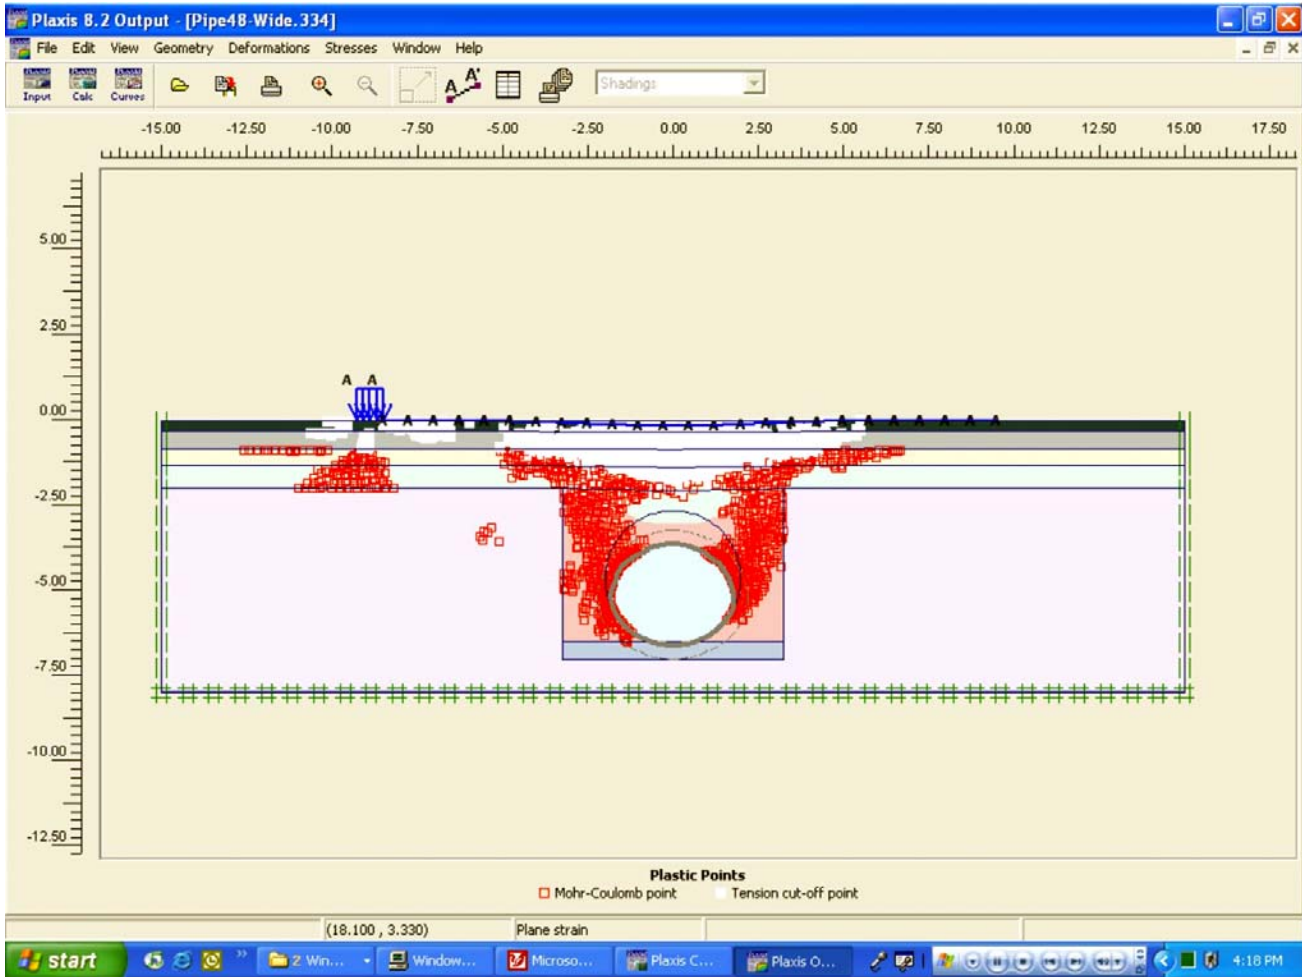 Plaxis 8.2 Output - [Pipe48-Wide.334]
File Edit View Geometry Deformations Stresses Window Help
Input Calc Curves A A' Shadings
-15.00 -12.50 -10.00 -7.50 -5.00 -2.50 0.00 2.50 5.00 7.50 10.00 12.50 15.00 17.50
5.00
2.50
A A
0.00
A A A A A A A A A A A A A A A A A A A A A A A A A
-2.50
-5.00
-7.50
-10.00
-12.50
Plastic Points
Mohr-Coulomb point Tension cut-off point
(18.100 , 3.330) Plane strain
start 2 Win... Window... Microso... Plaxis C... Plaxis O... 4:18 PM